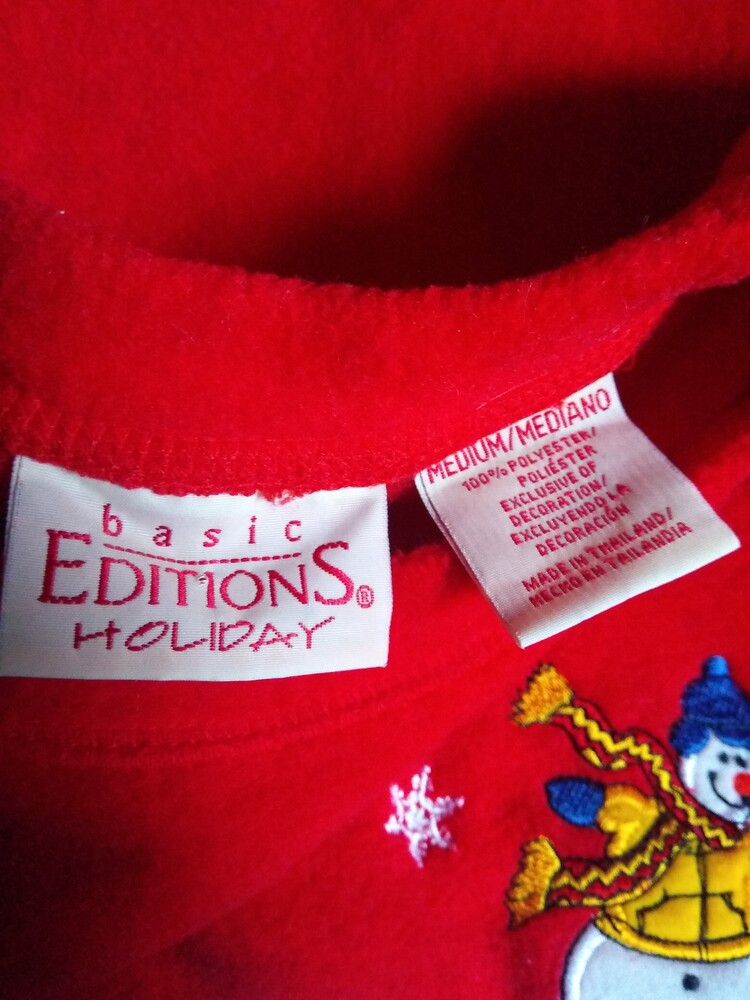 basic
EDITIONS®
HOLIDAY
MEDIUM/MEDIANO
100% POLYESTER/
POLIÉSTER
EXCLUSIVE OF
DECORATION/
EXCLUYENDO LA
DECORACIÓN
MADE IN THAILAND/
HECHO EN TAILANDIA